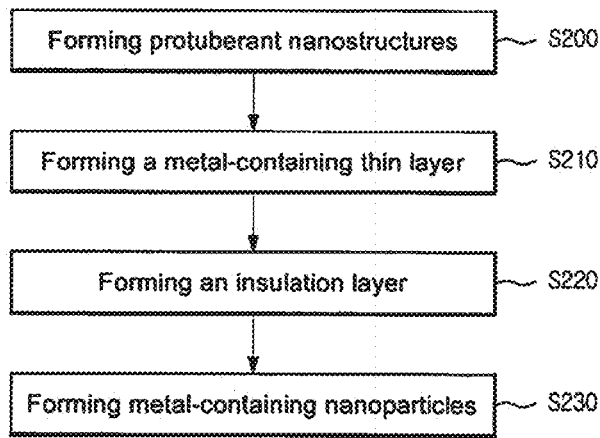 Forming protuberant nanostructures S200
Forming a metal-containing thin layer S210
Forming an insulation layer S220
Forming metal-containing nanoparticles S230